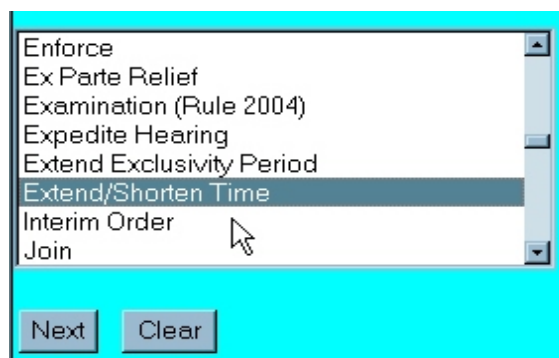 Enforce
Ex Parte Relief
Examination (Rule 2004)
Expedite Hearing
Extend Exclusivity Period
Extend/Shorten Time
Interim Order
Join
Next Clear